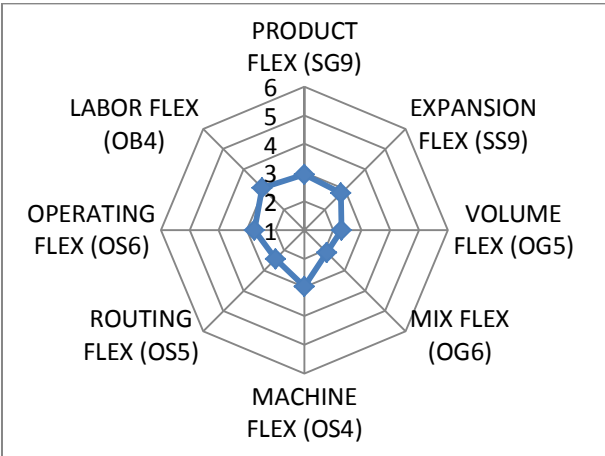 PRODUCT
FLEX (SG9)
EXPANSION
FLEX (SS9)
VOLUME
FLEX (OG5)
MIX FLEX
(OG6)
MACHINE
FLEX (OS4)
ROUTING
FLEX (OS5)
OPERATING
FLEX (OS6)
LABOR FLEX
(OB4)
6
5
4
3
2
1